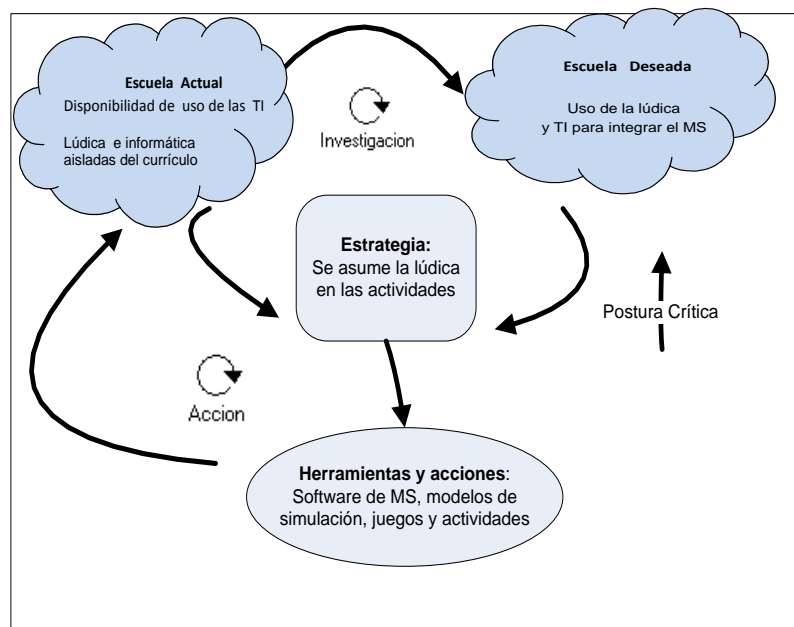 Escuela Actual
Disponibilidad de uso de las TI
Lúdica e informática
aisladas del currículo
Investigacion
Escuela Deseada
Uso de la lúdica
y TI para integrar el MS
Estrategia:
Se asume la lúdica
en las actividades
Postura Crítica
Accion
Herramientas y acciones:
Software de MS, modelos de
simulación, juegos y actividades